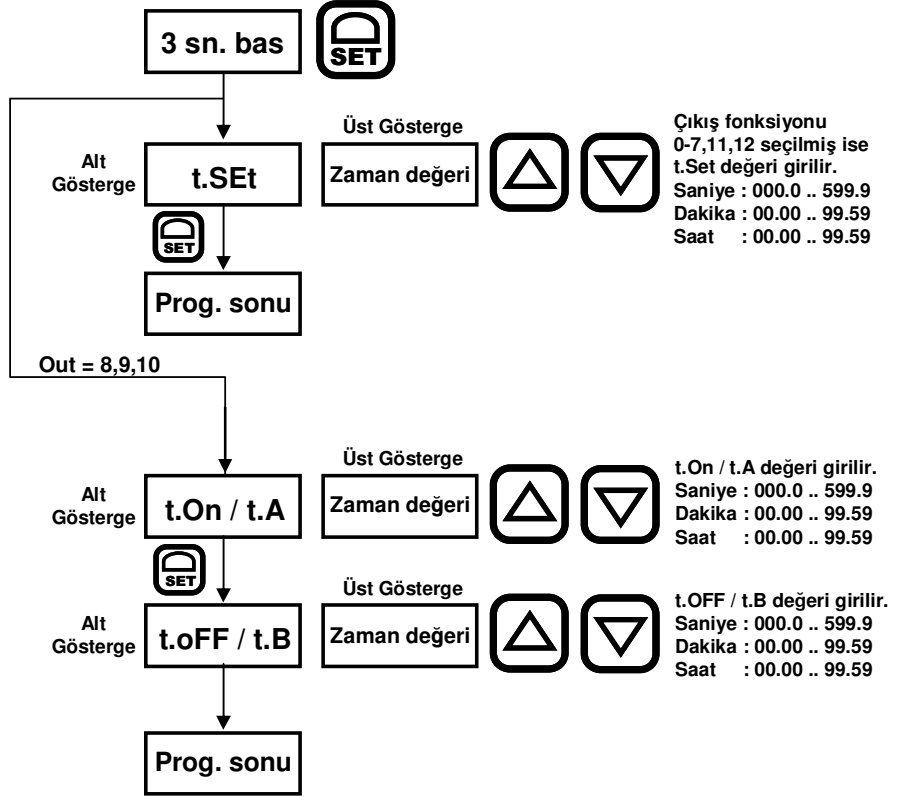 3 sn. bas
SET
Üst Gösterge
Alt
Gösterge
t.SEt
Zaman değeri
Çıkış fonksiyonu
0-7,11,12 seçilmiş ise
t.Set değeri girilir.
Saniye : 000.0 .. 599.9
Dakika : 00.00 .. 99.59
Saat : 00.00 .. 99.59
SET
Prog. sonu
Out = 8,9,10
Üst Gösterge
Alt
Gösterge
t.On / t.A
Zaman değeri
t.On / t.A değeri girilir.
Saniye : 000.0 .. 599.9
Dakika : 00.00 .. 99.59
Saat : 00.00 .. 99.59
SET
Üst Gösterge
Alt
Gösterge
t.oFF / t.B
Zaman değeri
t.OFF / t.B değeri girilir.
Saniye : 000.0 .. 599.9
Dakika : 00.00 .. 99.59
Saat : 00.00 .. 99.59
Prog. sonu